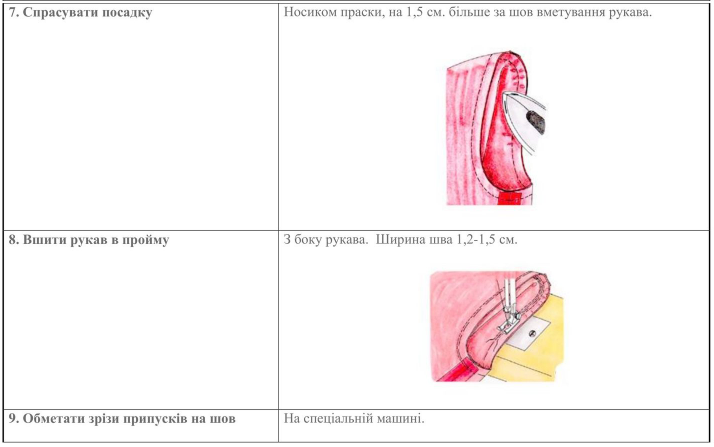 7. Спрасувати посадку
Носиком праски, на 1,5 см. більше за шов вметування рукава.
8. Вшити рукав в пройму
З боку рукава.  Ширина шва 1,2-1,5 см.
9. Обметати зрізи припусків на шов
На спеціальній машині.